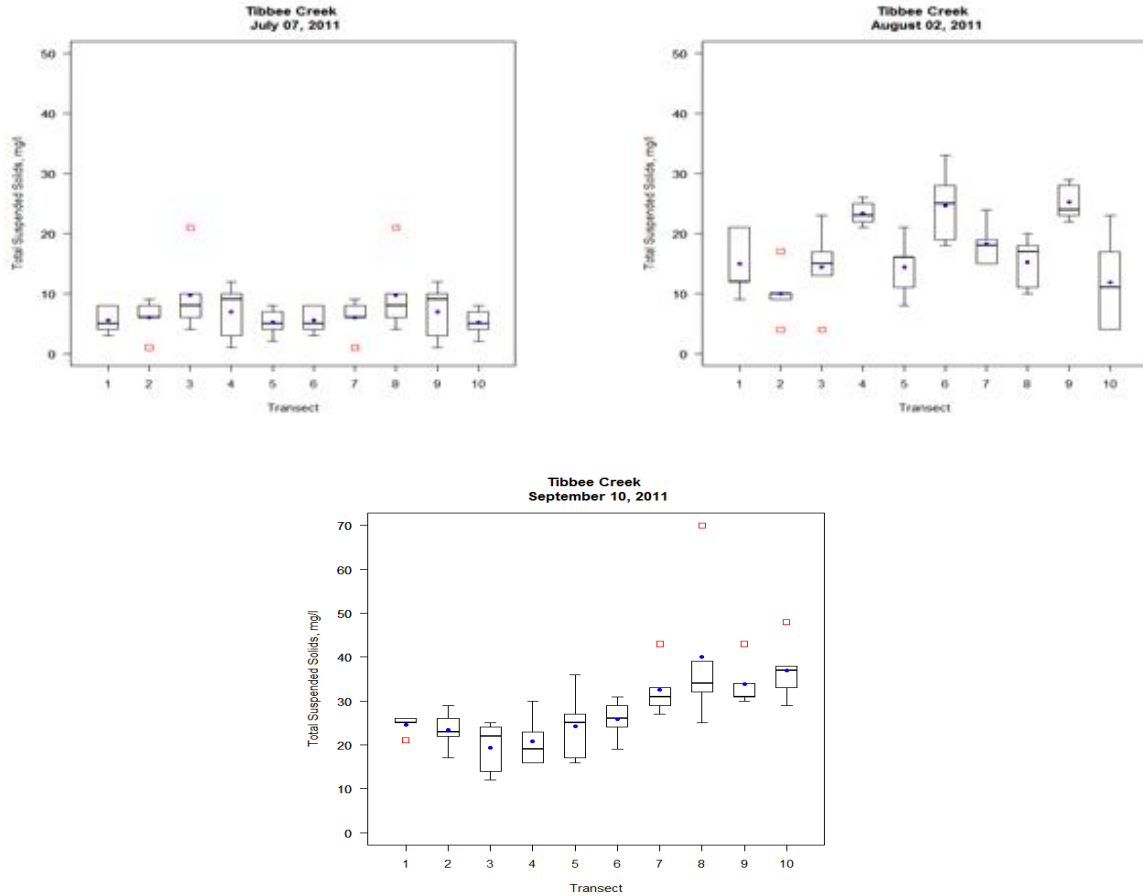 Tibbee Creek
July 07, 2011
50
40
30
20
10
0
Total Suspended Solids, mg/l
1 2 3 4 5 6 7 8 9 10
Transect
Tibbee Creek
August 02, 2011
50
40
30
20
10
0
Total Suspended Solids, mg/l
1 2 3 4 5 6 7 8 9 10
Transect
Tibbee Creek
September 10, 2011
70
60
50
40
30
20
10
0
Total Suspended Solids, mg/l
1 2 3 4 5 6 7 8 9 10
Transect